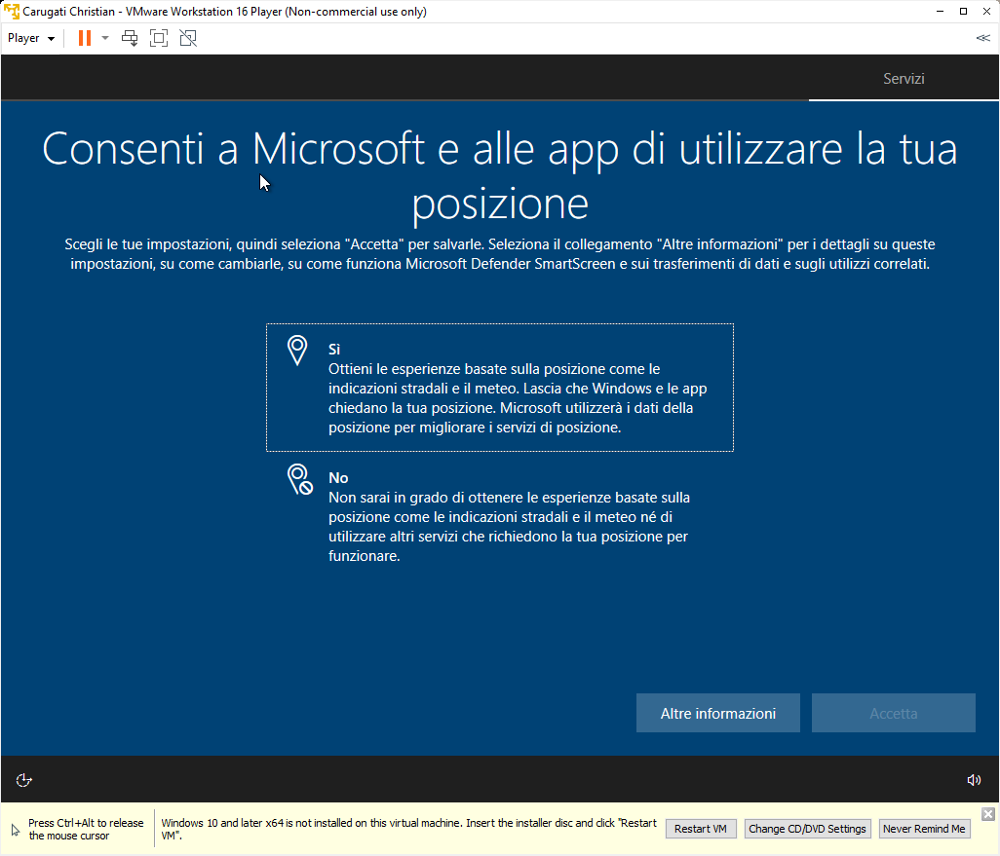 Carugati Christian - VMware Workstation 16 Player (Non-commercial use only)
Player
Servizi
Consenti a Microsoft e alle app di utilizzare la tua
posizione
Scegli le tue impostazioni, quindi seleziona "Accetta" per salvarle. Seleziona il collegamento "Altre informazioni" per i dettagli su queste
impostazioni, su come cambiarle, su come funziona Microsoft Defender SmartScreen e sui trasferimenti di dati e sugli utilizzi correlati.
Sì
Ottieni le esperienze basate sulla posizione come le
indicazioni stradali e il meteo. Lascia che Windows e le app
chiedano la tua posizione. Microsoft utilizzerà i dati della
posizione per migliorare i servizi di posizione.
No
Non sarai in grado di ottenere le esperienze basate sulla
posizione come le indicazioni stradali e il meteo né di
utilizzare altri servizi che richiedono la tua posizione per
funzionare.
Altre informazioni
Accetta
Press Ctrl+Alt to release
the mouse cursor
Windows 10 and later x64 is not installed on this virtual machine. Insert the installer disc and click "Restart
VM".
Restart VM
Change CD/DVD Settings
Never Remind Me